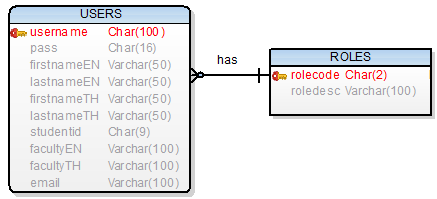 USERS
username Char(100)
pass Char(16)
firstnameEN Varchar(50)
lastnameEN Varchar(50)
firstnameTH Varchar(50)
lastnameTH Varchar(50)
studentid Char(9)
facultyEN Varchar(100)
facultyTH Varchar(100)
email Varchar(100)
has
ROLES
rolecode Char(2)
roledesc Varchar(100)